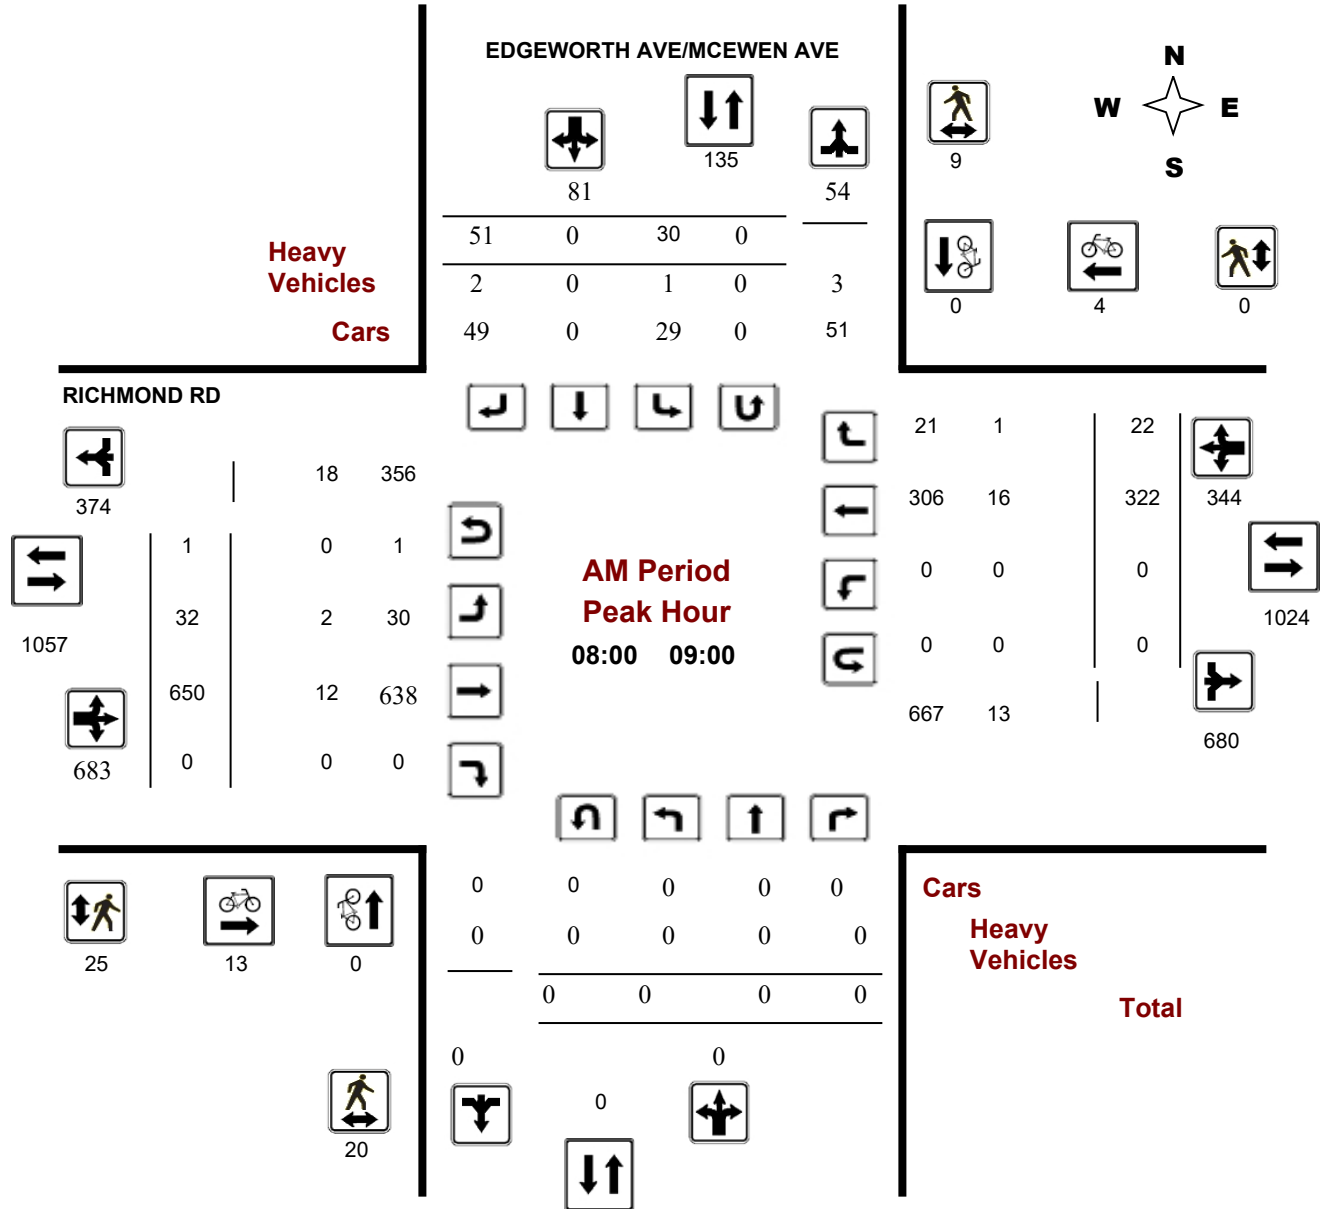 EDGEWORTH AVE/MCEWEN AVE
N
W E
S
135
9
81
54
51 0 30 0
Heavy
Vehicles
2 0 1 0 3
0 4 0
Cars
49 0 29 0 51
RICHMOND RD
21 1 22
18 356
374
306 16 322 344
1 0 1
AM Period
0 0 0
Peak Hour
32 2 30
1024
1057
08:00 09:00
0 0 0
650 12 638
667 13
680
683 0 0 0
0 0 0 0 0
Cars
Heavy
Vehicles
0 0 0 0 0
25 13 0
0 0 0 0
Total
0 0
0
20